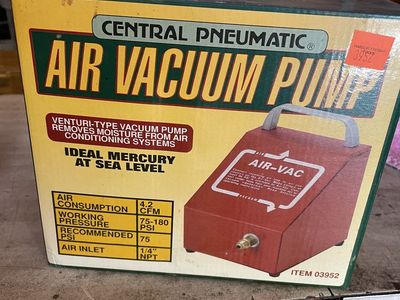 CENTRAL PNEUMATIC®
AIR VACUUM PUMP
VENTURI-TYPE VACUUM PUMP
REMOVES MOISTURE FROM AIR
CONDITIONING SYSTEMS
IDEAL MERCURY
AT SEA LEVEL
AIR CONSUMPTION 4.2 CFM
WORKING PRESSURE 75-180 PSI
RECOMMENDED PSI 75
AIR INLET 1/4" NPT
AIR
AIR-VAC
VACUUM
ITEM 03952